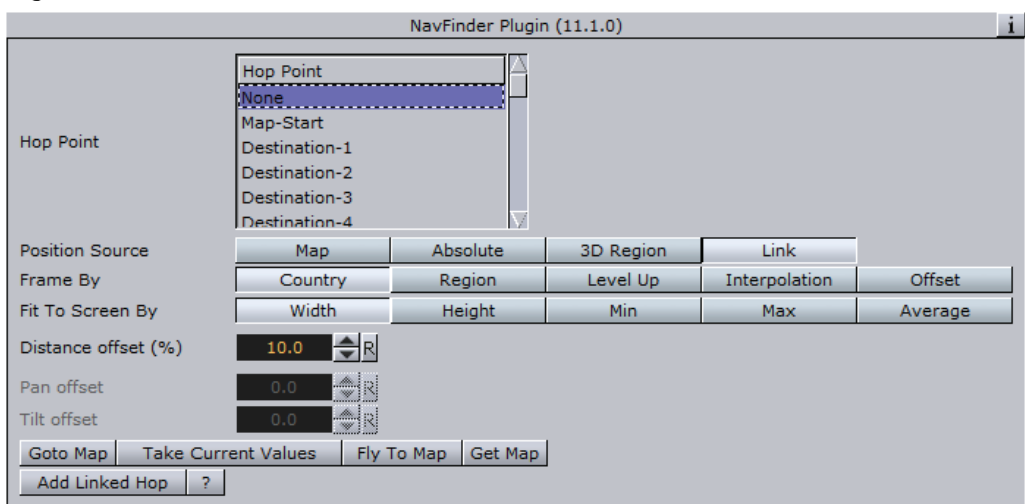 NavFinder Plugin (11.1.0) i
Hop Point
None
Map-Start
Hop Point
Destination-1
Destination-2
Destination-3
Destination-4
Position Source Map Absolute 3D Region Link
Frame By Country Region Level Up Interpolation Offset
Fit To Screen By Width Height Min Max Average
Distance offset (%) 10.0 R
Pan offset 0.0 R
Tilt offset 0.0 R
Goto Map Take Current Values Fly To Map Get Map
Add Linked Hop ?